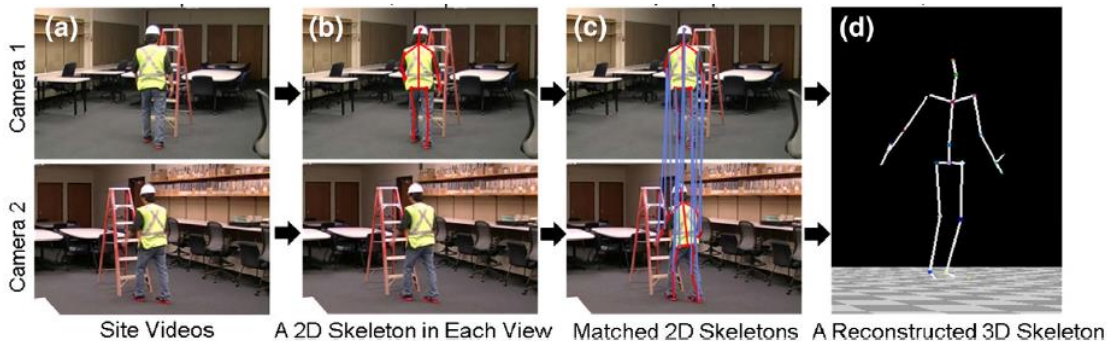 (a)
(b)
(c)
(d)
Camera 1
Camera 2
Site Videos
A 2D Skeleton in Each View
Matched 2D Skeletons
A Reconstructed 3D Skeleton